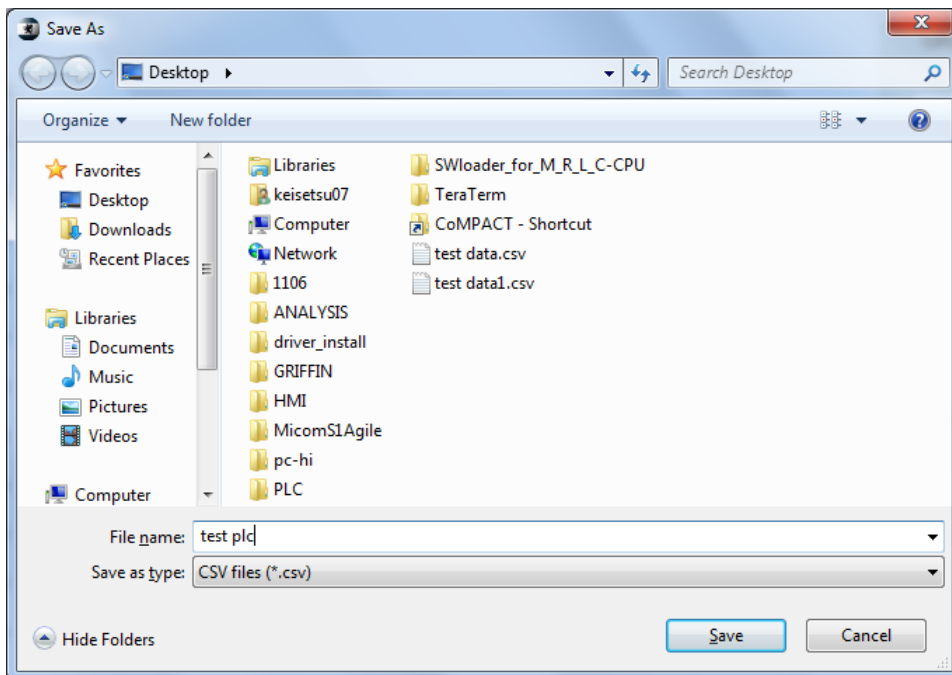 Save As
Desktop
Search Desktop
Organize
New folder
Favorites
Desktop
Downloads
Recent Places
Libraries
Documents
Music
Pictures
Videos
Computer
Libraries
keisetsu07
Computer
Network
1106
ANALYSIS
driver_install
GRIFFIN
HMI
MicomS1Agile
pc-hi
PLC
SWloader_for_M_R_L_C-CPU
TeraTerm
CoMPACT - Shortcut
test data.csv
test data1.csv
File name: test plc
Save as type: CSV files (*.csv)
Hide Folders
Save
Cancel